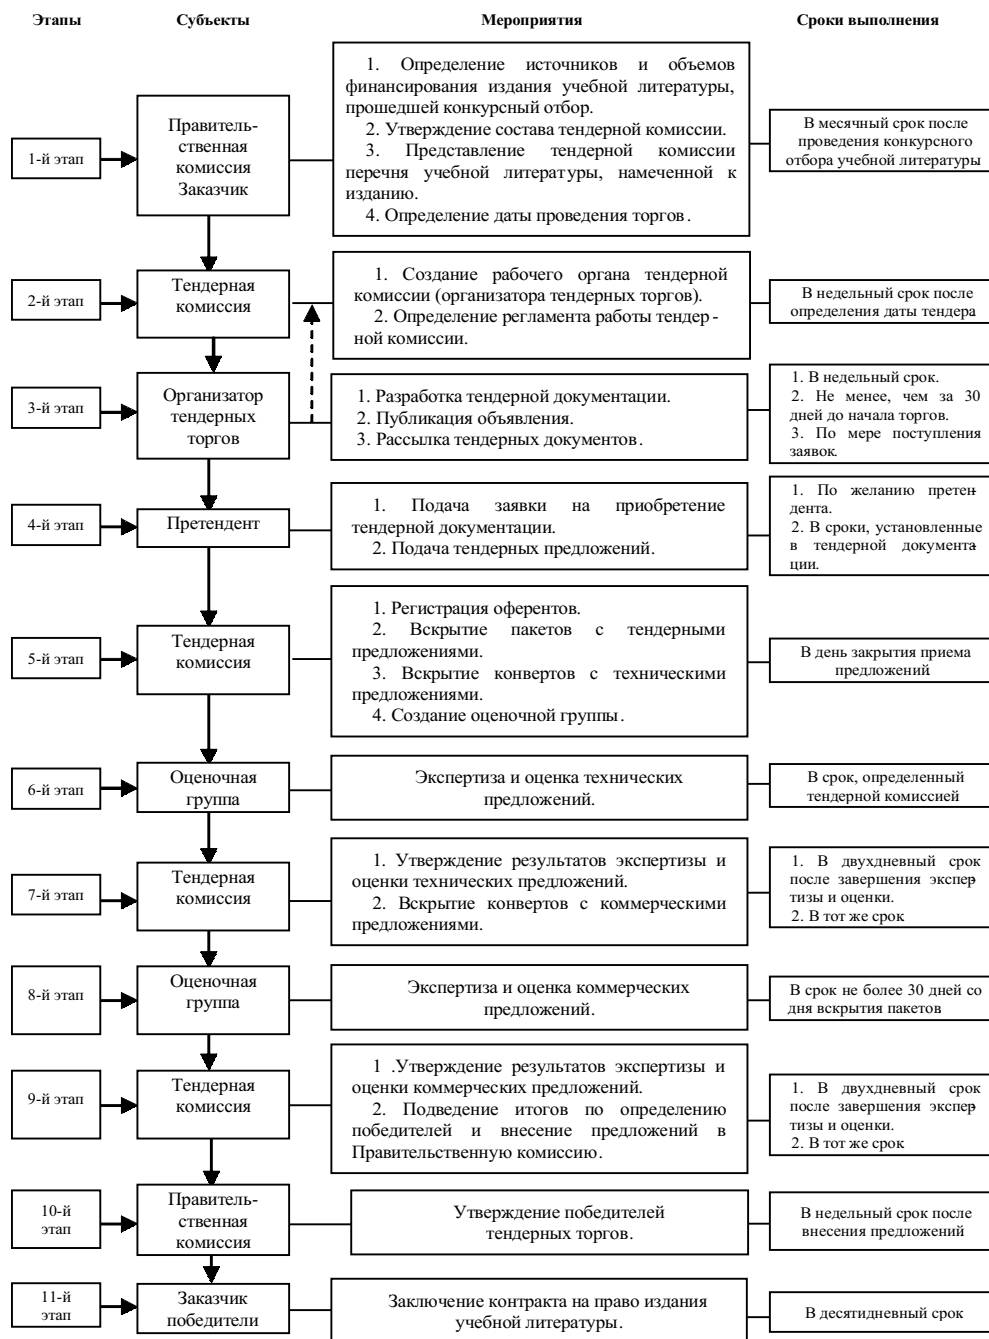 Этапы
Субъекты
Мероприятия
Сроки выполнения
1-й этап
Правитель-
ственная
комиссия
Заказчик
1. Определение источников и объемов
финансирования издания учебной литературы,
прошедшей конкурсный отбор.
2. Утверждение состава тендерной комиссии.
3. Представление тендерной комиссии
перечня учебной литературы, намеченной к
изданию.
4. Определение даты проведения торгов.
В месячный срок после
проведения конкурсного
отбора учебной литературы
2-й этап
Тендерная
комиссия
1. Создание рабочего органа тендерной
комиссии (организатора тендерных торгов).
2. Определение регламента работы тендер-
ной комиссии.
В недельный срок после
определения даты тендера
3-й этап
Организатор
тендерных
торгов
1. Разработка тендерной документации.
2. Публикация объявления.
3. Рассылка тендерных документов.
1. В недельный срок.
2. Не менее, чем за 30
дней до начала торгов.
3. По мере поступления
заявок.
4-й этап
Претендент
1. Подача заявки на приобретение
тендерной документации.
2. Подача тендерных предложений.
1. По желанию претен-
дента.
2. В сроки, установленные
в тендерной документа-
ции.
5-й этап
Тендерная
комиссия
1. Регистрация оферентов.
2. Вскрытие пакетов с тендерными
предложениями.
3. Вскрытие конвертов с техническими
предложениями.
4. Создание оценочной группы.
В день закрытия приема
предложений
6-й этап
Оценочная
группа
Экспертиза и оценка технических
предложений.
В срок, определенный
тендерной комиссией
7-й этап
Тендерная
комиссия
1. Утверждение результатов экспертизы и
оценки технических предложений.
2. Вскрытие конвертов с коммерческими
предложениями.
1. В двухдневный срок
после завершения экспер-
тизы и оценки.
2. В тот же срок
8-й этап
Оценочная
группа
Экспертиза и оценка коммерческих
предложений.
В срок не более 30 дней со
дня вскрытия пакетов
9-й этап
Тендерная
комиссия
1 .Утверждение результатов экспертизы и
оценки коммерческих предложений.
2. Подведение итогов по определению
победителей и внесение предложений в
Правительственную комиссию.
1. В двухдневный срок
после завершения экспер-
тизы и оценки.
2. В тот же срок
10-й
этап
Правитель-
ственная
комиссия
Утверждение победителей
тендерных торгов.
В недельный срок после
внесения предложений
11-й
этап
Заказчик
победители
Заключение контракта на право издания
учебной литературы.
В десятидневный срок